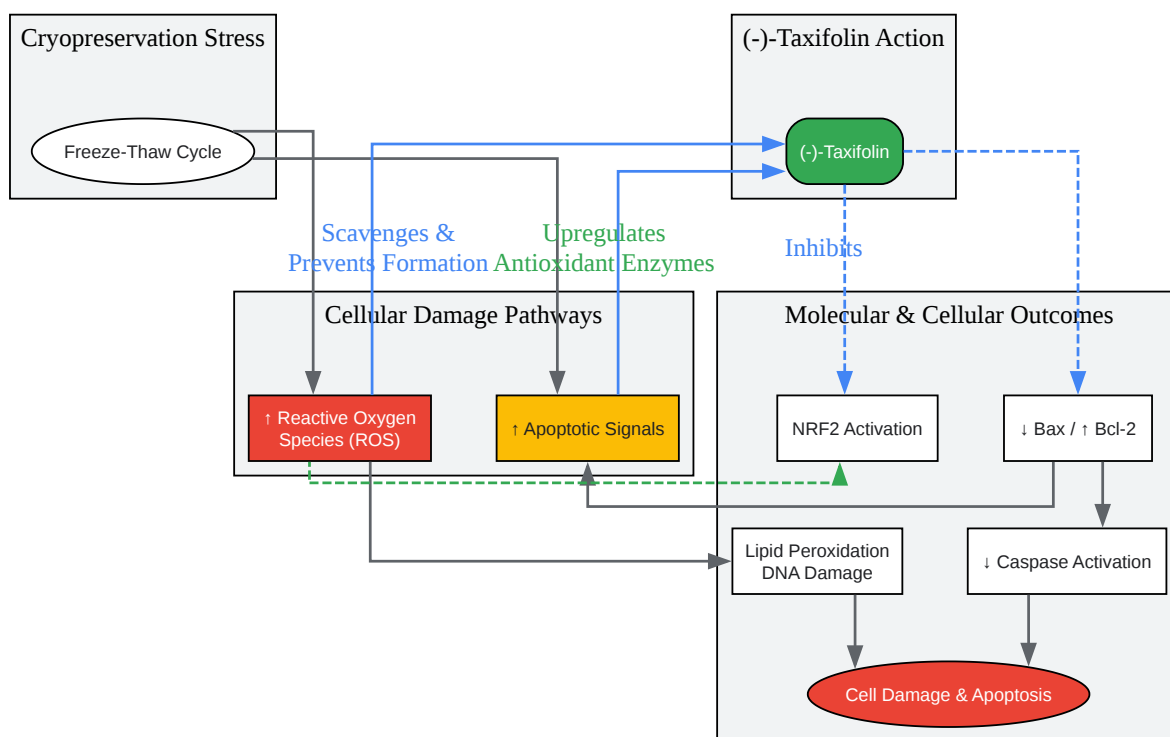 Cryopreservation Stress
(-)-Taxifolin Action
Freeze-Thaw Cycle
(-)-Taxifolin
Scavenges &
Prevents Formation
Upregulates
Antioxidant Enzymes
Inhibits
Cellular Damage Pathways
Molecular & Cellular Outcomes
↑ Reactive Oxygen
Species (ROS)
↑ Apoptotic Signals
NRF2 Activation
↓ Bax / ↑ Bcl-2
Lipid Peroxidation
DNA Damage
↓ Caspase Activation
Cell Damage & Apoptosis